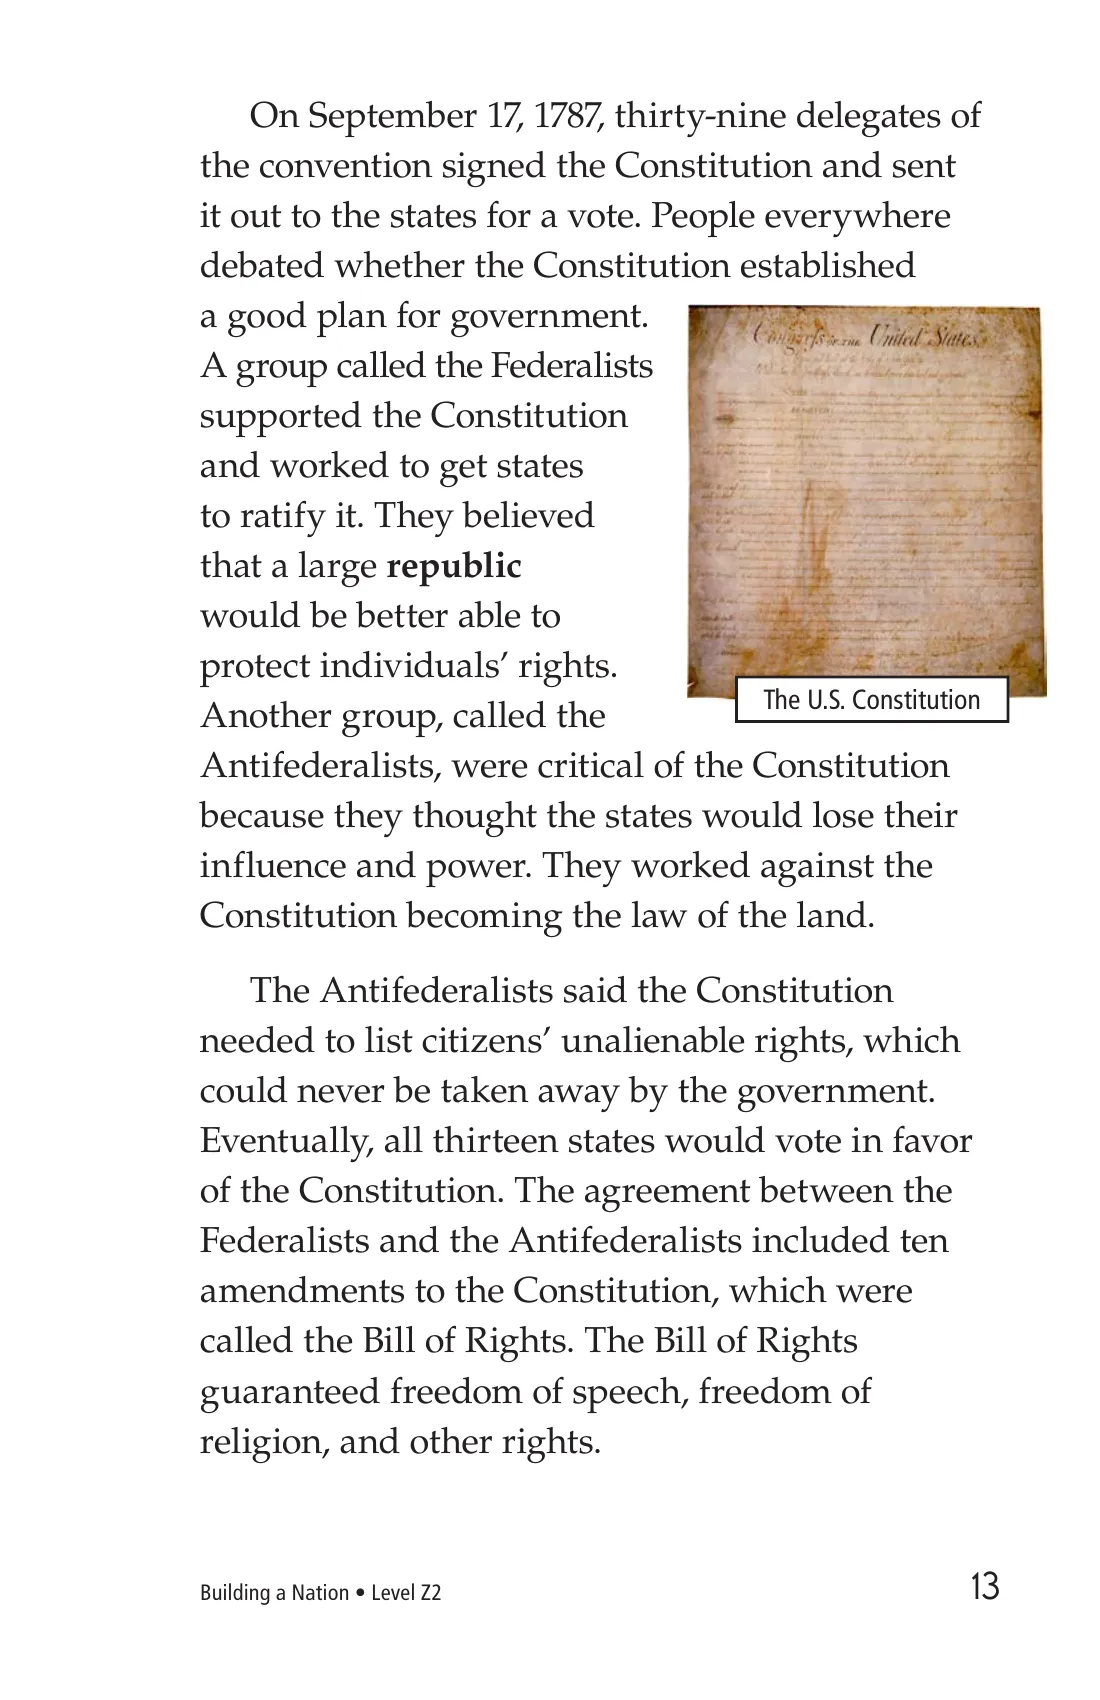 On September 17, 1787, thirty-nine delegates of
the convention signed the Constitution and sent
it out to the states for a vote. People everywhere
debated whether the Constitution established
a good plan for government.
A group called the Federalists
supported the Constitution
and worked to get states
to ratify it. They believed
that a large republic
would be better able to
protect individuals’ rights.
Another group, called the
Antifederalists, were critical of the Constitution
because they thought the states would lose their
influence and power. They worked against the
Constitution becoming the law of the land.
Congress OF THE United States
The U.S. Constitution
The Antifederalists said the Constitution
needed to list citizens’ unalienable rights, which
could never be taken away by the government.
Eventually, all thirteen states would vote in favor
of the Constitution. The agreement between the
Federalists and the Antifederalists included ten
amendments to the Constitution, which were
called the Bill of Rights. The Bill of Rights
guaranteed freedom of speech, freedom of
religion, and other rights.
Building a Nation • Level Z2
13